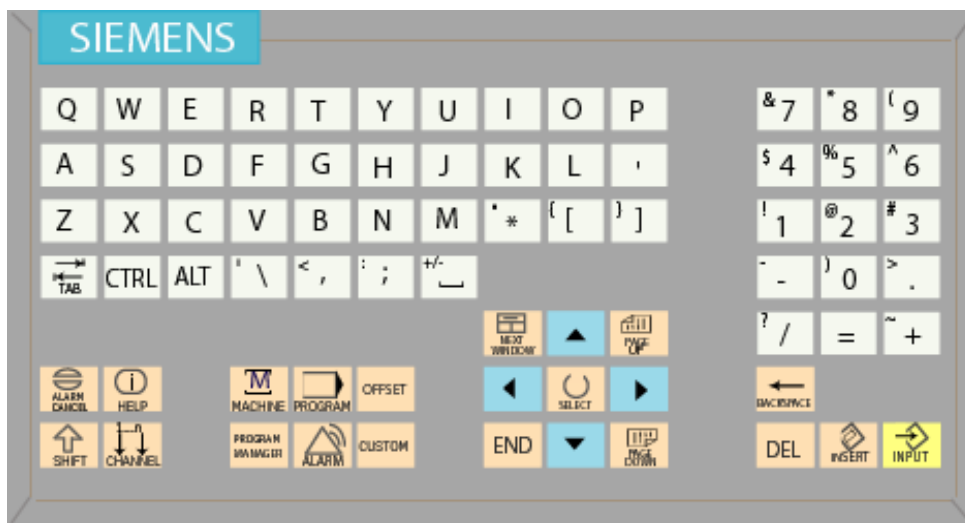 SIEMENS
Q W E R T Y U I O P & 7 * 8 ( 9
A S D F G H J K L ' $ 4 % 5 ^ 6
Z X C V B N M " * { [ } ] ! 1 @ 2 # 3
TAB CTRL ALT ' \ < , : ; +/- - - ) 0 > .
NEXT WINDOW PAGE UP ? / = ~ +
ALARM CANCEL i HELP M MACHINE PROGRAM OFFSET SELECT BACKSPACE
SHIFT 1 n CHANNEL PROGRAM MANAGER ALARM CUSTOM END PAGE DOWN DEL INSERT INPUT